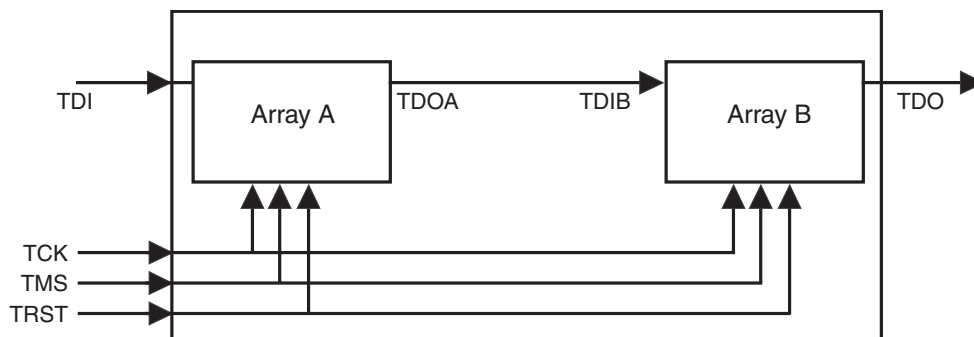 Array A
Array B
TDI
TDOA
TDIB
TDO
TCK
TMS
TRST